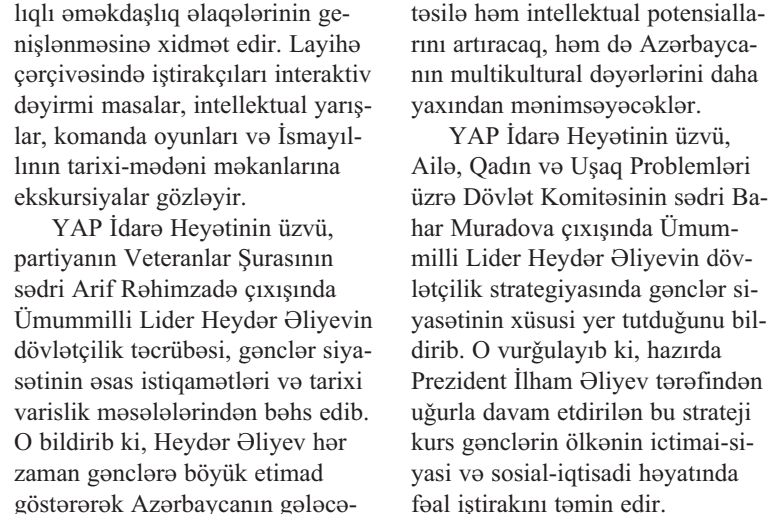 lıqlı əməkdaşlıq əlaqələrinin ge-
nişlənməsinə xidmət edir. Layihə
çərçivəsində iştirakçıları interaktiv
dəyirmi masalar, intellektual yarış-
lar, komanda oyunları və İsmayıl-
lının tarixi-mədəni məkanlarına
ekskursiyalar gözləyir.
YAP İdarə Heyətinin üzvü,
partiyanın Veteranlar Şurasının
sədri Arif Rəhimzadə çıxışında
Ümummilli Lider Heydər Əliyevin
dövlətçilik təcrübəsi, gənclər siya-
sətinin əsas istiqamətləri və tarixi
varislik məsələlərindən bəhs edib.
O bildirib ki, Heydər Əliyev hər
zaman gənclərə böyük etimad
göstərərək Azərbaycanın gələcə-
təsilə həm intellektual potensialla-
rını artıracaq, həm də Azərbayca-
nın multikultural dəyərlərini daha
yaxından mənimsəyəcəklər.
YAP İdarə Heyətinin üzvü,
Ailə, Qadın və Uşaq Problemləri
üzrə Dövlət Komitəsinin sədri Ba-
har Muradova çıxışında Ümum-
milli Lider Heydər Əliyevin döv-
lətçilik strategiyasında gənclər si-
yasətinin xüsusi yer tutduğunu bil-
dirib. O vurğulayıb ki, hazırda
Prezident İlham Əliyev tərəfindən
uğurla davam etdirilən bu strateji
kurs gənclərin ölkənin ictimai-si-
yasi və sosial-iqtisadi həyatında
fəal iştirakını təmin edir.